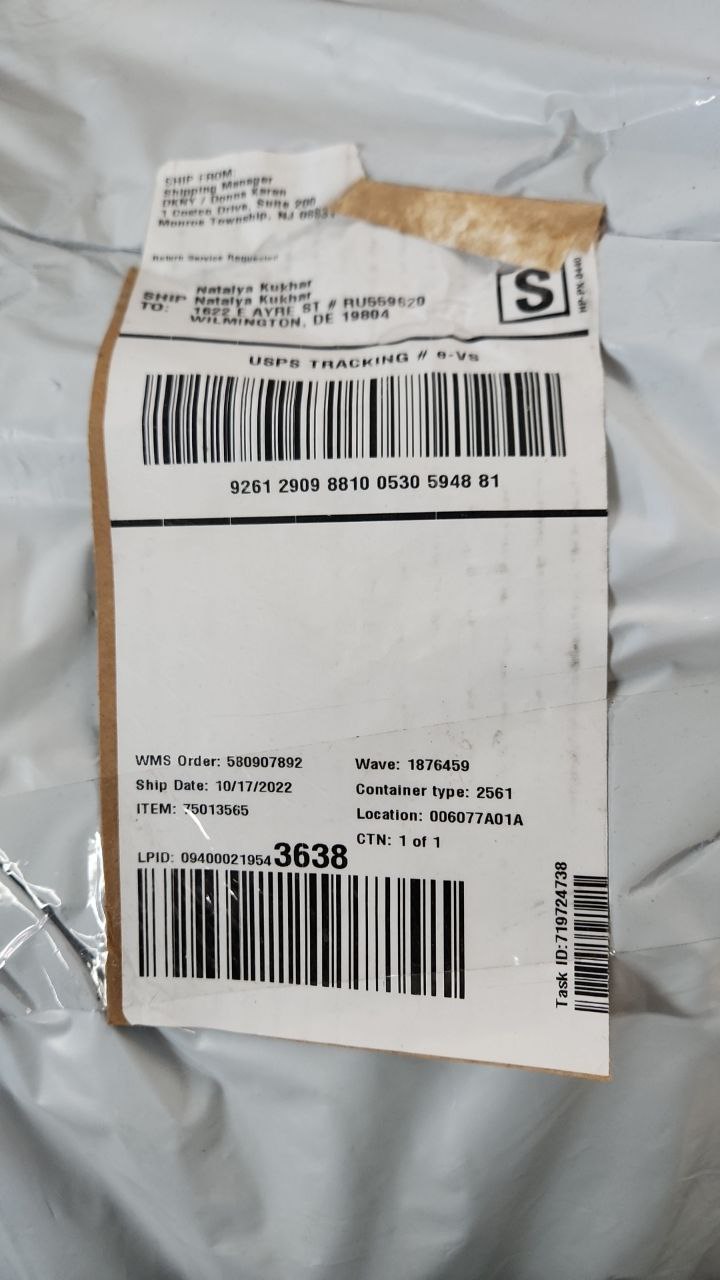 SHIP FROM:
Shipping Manager
DKNY / Donna Karan
1 Costco Drive, Suite 200
Monroe Township, NJ 08831
Return Service Requested
Natalya Kukhar
SHIP TO:
Natalya Kukhar
1622 E AYRE ST # RU559620
WILMINGTON, DE 19804
S
USPS TRACKING # e-Vs
9261 2909 8810 0530 5948 81
WMS Order: 580907892
Ship Date: 10/17/2022
ITEM: 75013565
Wave: 1876459
Container type: 2561
Location: 006077A01A
CTN: 1 of 1
LPID: 09400021954 3638
Task ID:719724738